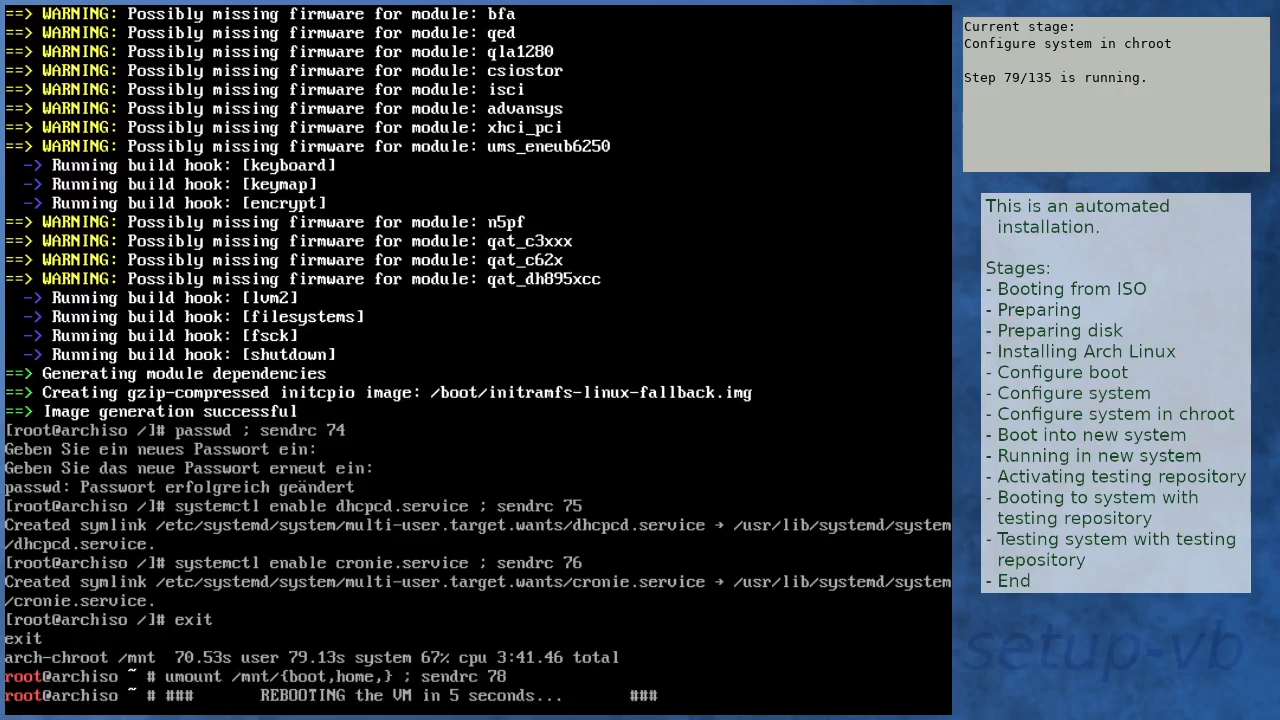 ==> WARNING: Possibly missing firmware for module: bfa
==> WARNING: Possibly missing firmware for module: qed
==> WARNING: Possibly missing firmware for module: qla1280
==> WARNING: Possibly missing firmware for module: csiostor
==> WARNING: Possibly missing firmware for module: isci
==> WARNING: Possibly missing firmware for module: advansys
==> WARNING: Possibly missing firmware for module: xhci_pci
==> WARNING: Possibly missing firmware for module: ums_eneub6250
  -> Running build hook: [keyboard]
  -> Running build hook: [keymap]
  -> Running build hook: [encrypt]
==> WARNING: Possibly missing firmware for module: n5pf
==> WARNING: Possibly missing firmware for module: qat_c3xxx
==> WARNING: Possibly missing firmware for module: qat_c62x
==> WARNING: Possibly missing firmware for module: qat_dh895xcc
  -> Running build hook: [lvm2]
  -> Running build hook: [filesystems]
  -> Running build hook: [fsck]
  -> Running build hook: [shutdown]
==> Generating module dependencies
==> Creating gzip-compressed initcpio image: /boot/initramfs-linux-fallback.img
==> Image generation successful
[root@archiso /]# passwd ; sendrc 74
Geben Sie ein neues Passwort ein:
Geben Sie das neue Passwort erneut ein:
passwd: Passwort erfolgreich geändert
[root@archiso /]# systemctl enable dhcpcd.service ; sendrc 75
Created symlink /etc/systemd/system/multi-user.target.wants/dhcpcd.service → /usr/lib/systemd/system
/dhcpcd.service.
[root@archiso /]# systemctl enable cronie.service ; sendrc 76
Created symlink /etc/systemd/system/multi-user.target.wants/cronie.service → /usr/lib/systemd/system
/cronie.service.
[root@archiso /]# exit
exit
arch-chroot /mnt  70.53s user 79.13s system 67% cpu 3:41.46 total
root@archiso ~ # umount /mnt/{boot,home,} ; sendrc 78
root@archiso ~ # ###       REBOOTING the VM in 5 seconds...       ###
Current stage:
Configure system in chroot
Step 79/135 is running.
This is an automated
installation.
Stages:
- Booting from ISO
- Preparing
- Preparing disk
- Installing Arch Linux
- Configure boot
- Configure system
- Configure system in chroot
- Boot into new system
- Running in new system
- Activating testing repository
- Booting to system with
testing repository
- Testing system with testing
repository
- End
setup-vb